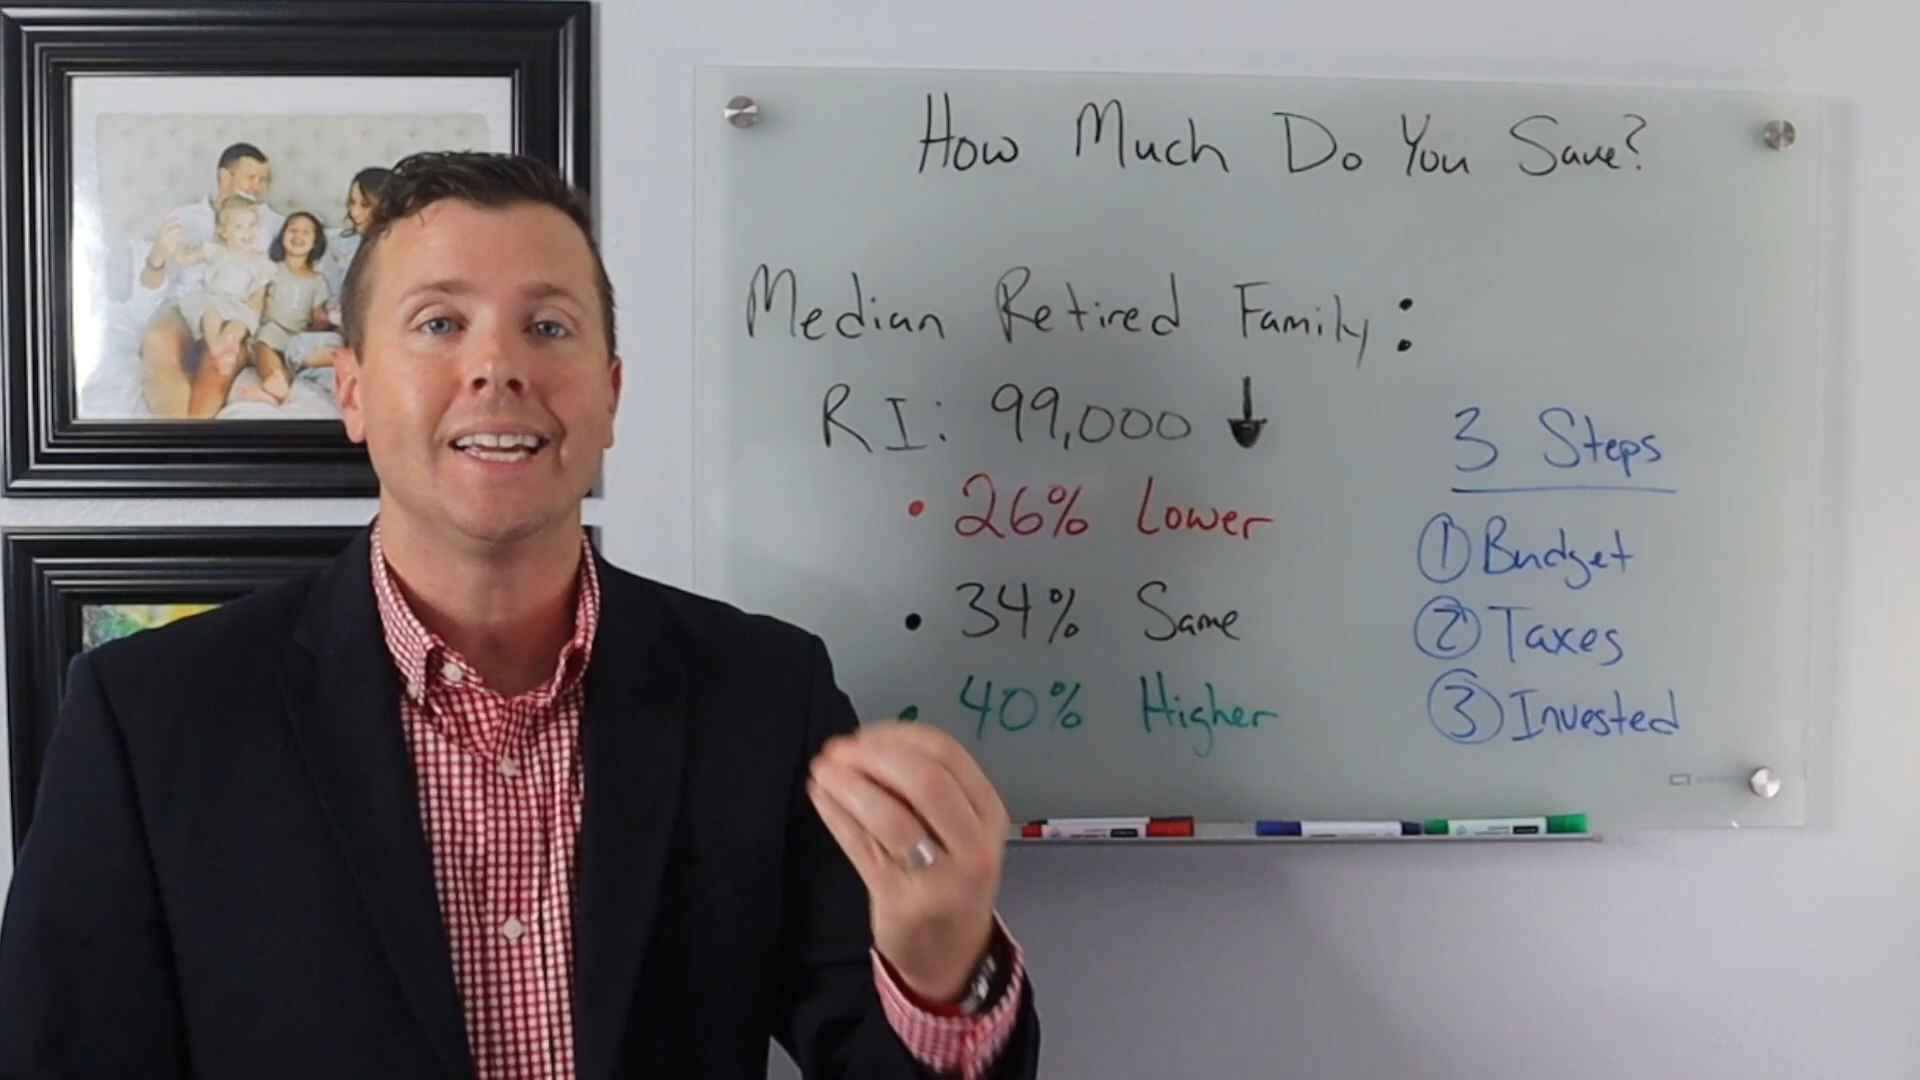 How Much Do You Save?
Median Retired Family:
RI: 99,000 ↓
• 26% Lower
• 34% Same
• 40% Higher
3 Steps
① Budget
② Taxes
③ Invested